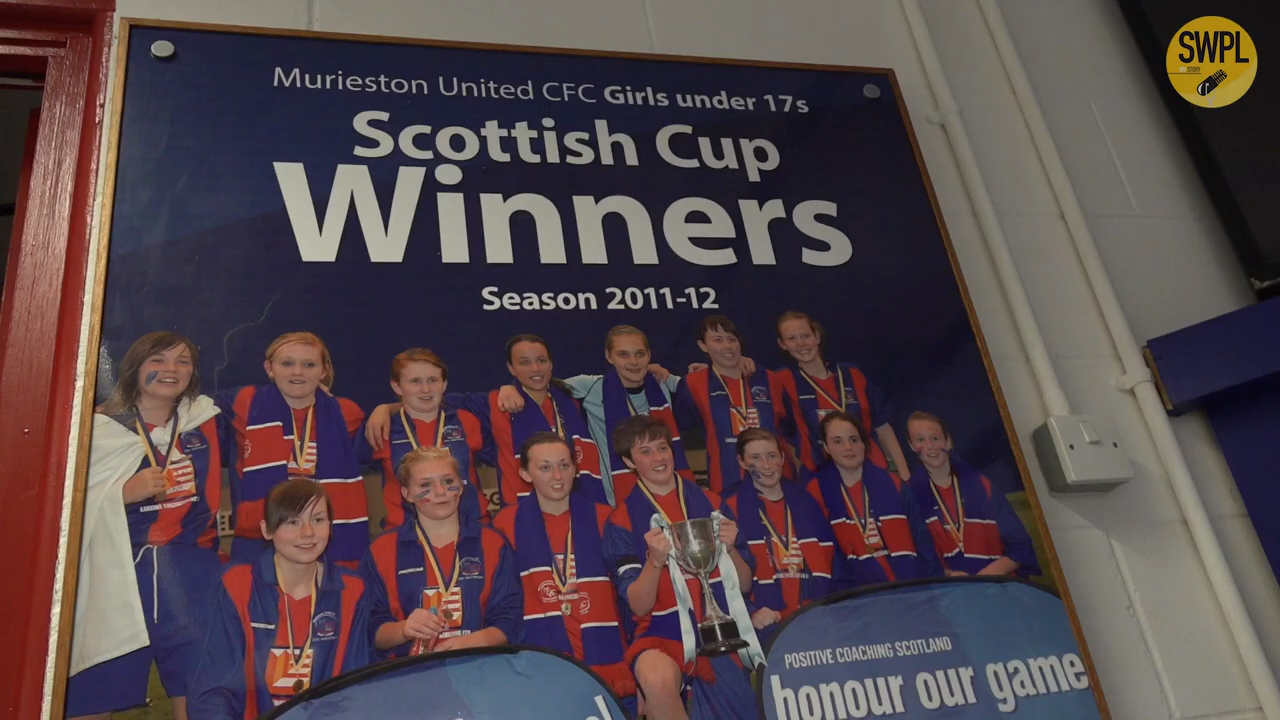 SWPL
STORY
Murieston United CFC Girls under 17s
Scottish Cup
Winners
Season 2011-12
POSITIVE COACHING SCOTLAND
honour our game